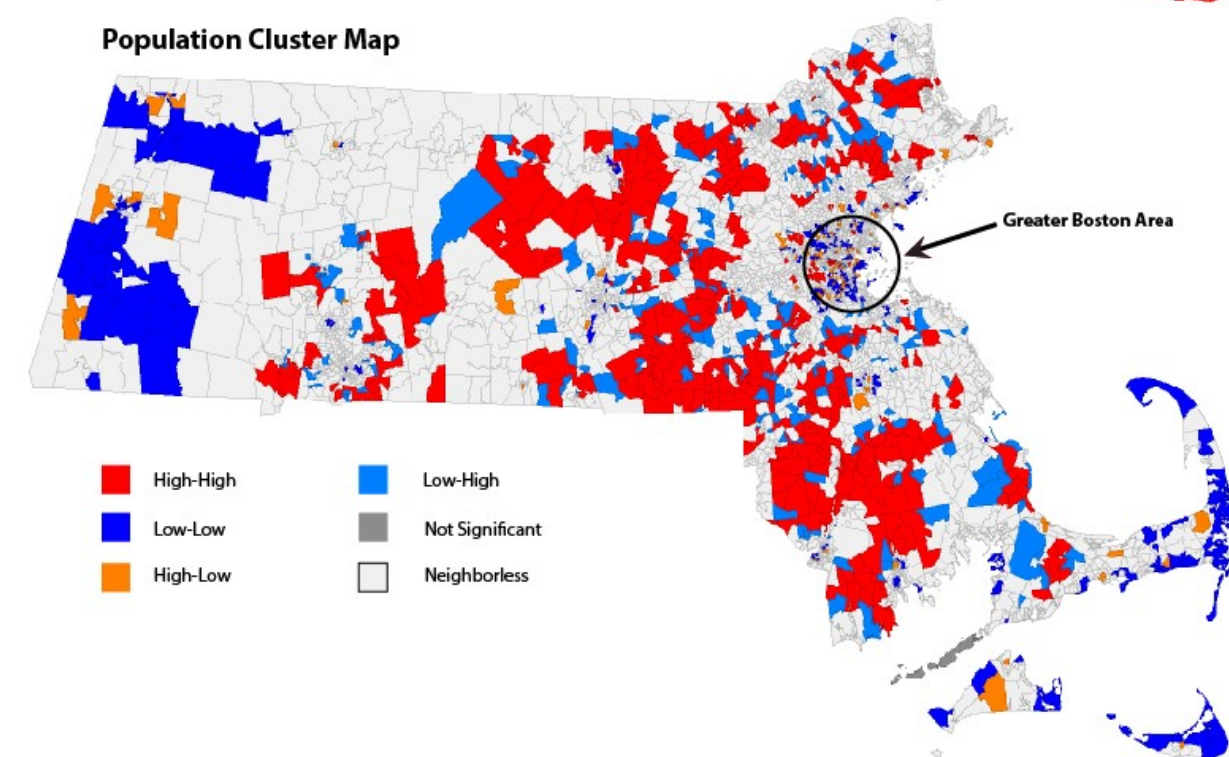 Population Cluster Map
Greater Boston Area
High-High
Low-High
Low-Low
Not Significant
High-Low
Neighborless